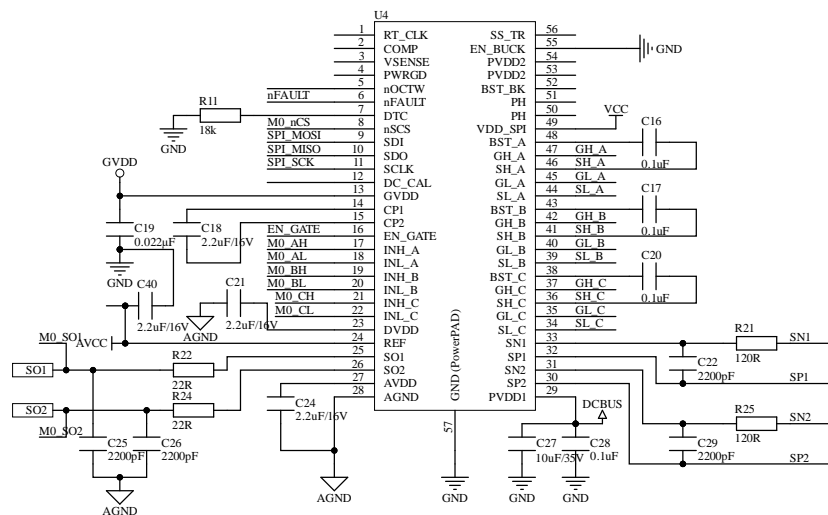 U4
1 RT_CLK SS_TR 56
2 COMP EN_BUCK 55 GND
3 VSENSE PVDD2 54
4 PWRGD PVDD2 53
5 nOCTW BST_BK 52
nFAULT 6 nFAULT PH 51
R11 7 DTC PH 50 VCC
18k
GND
M0_nCS 8 nSCS VDD_SPI 49
SPI_MOSI 9 SDI BST_A 48 C16
SPI_MISO 10 SDO GH_A 47 GH_A 0.1uF
SPI_SCK 11 SCLK SH_A 46 SH_A
12 DC_CAL GL_A 45 GL_A
GVDD
13 GVDD SL_A 44 SL_A
14 CP1 BST_B 43 C17
C19 C18 15 CP2 GH_B 42 GH_B 0.1uF
0.022μF 2.2uF/16V
EN_GATE 16 EN_GATE SH_B 41 SH_B
M0_AH 17 INH_A GL_B 40 GL_B
M0_AL 18 INL_A SL_B 39 SL_B
GND
M0_BH 19 INH_B BST_C 38 C20
C40 C21 M0_BL 20 INL_B GH_C 37 GH_C 0.1uF
M0_CH 21 INH_C SH_C 36 SH_C
2.2uF/16V 2.2uF/16V M0_CL 22 INL_C GL_C 35 GL_C
AGND
23 DVDD SL_C 34 SL_C
M0_SO1 AVCC 24 REF SN1 33 R21 SN1
120R
SO1 R22 25 SO1 SP1 32 C22
22R 2200pF
R24 26 SO2 SN2 31 SP1
22R
SO2 27 AVDD SP2 30 DCBUS R25 SN2
120R
C24 28 AGND PVDD1 29
2.2uF/16V
M0_SO2
GND (PowerPAD)
57
C25 C26 C27 C28 C29
2200pF 2200pF 10uF/35V 0.1uF 2200pF SP2
AGND AGND GND GND GND